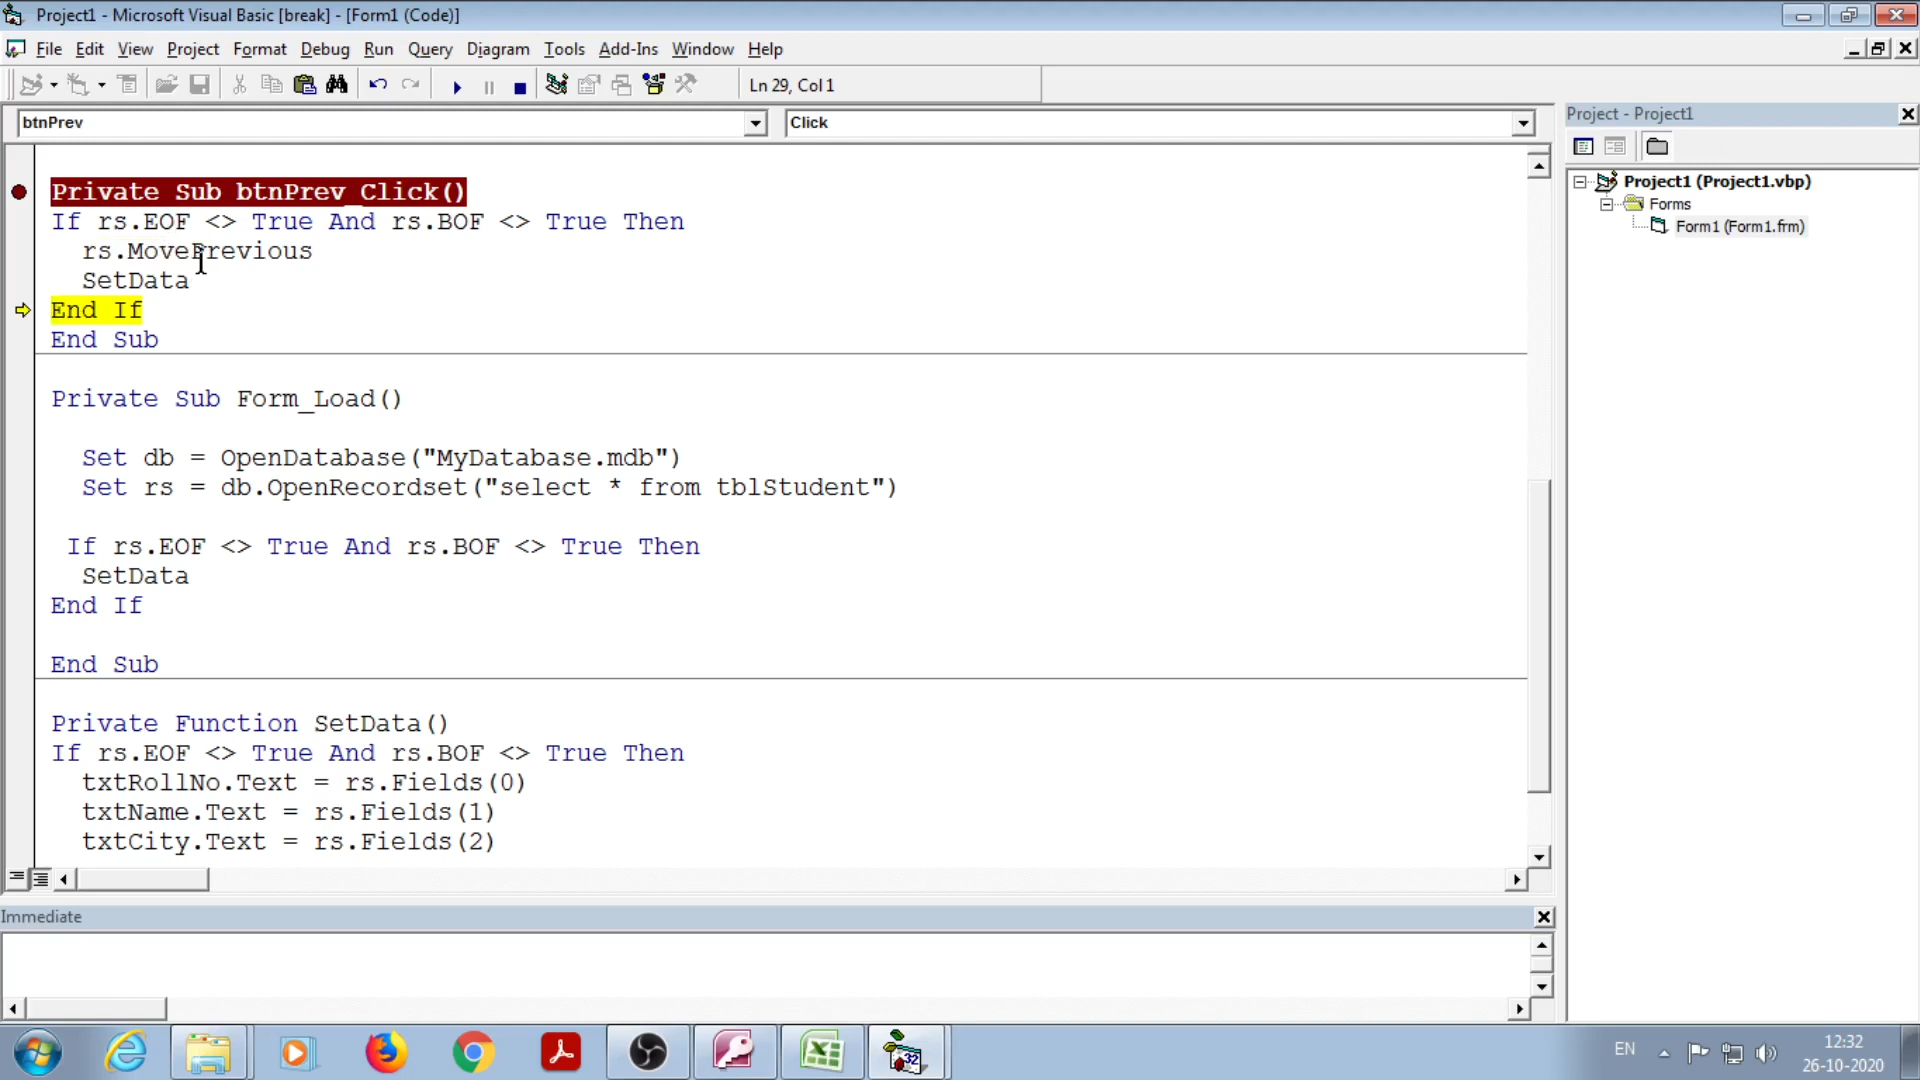 Project1 - Microsoft Visual Basic [break] - [Form1 (Code)]
File Edit View Project Format Debug Run Query Diagram Tools Add-Ins Window Help
Ln 29, Col 1
btnPrev
Click
Project - Project1
Project1 (Project1.vbp)
Forms
Form1 (Form1.frm)
Private Sub btnPrev_Click()
If rs.EOF <> True And rs.BOF <> True Then
rs.MovePrevious
SetData
End If
End Sub
Private Sub Form_Load()
Set db = OpenDatabase("MyDatabase.mdb")
Set rs = db.OpenRecordset("select * from tblStudent")
If rs.EOF <> True And rs.BOF <> True Then
SetData
End If
End Sub
Private Function SetData()
If rs.EOF <> True And rs.BOF <> True Then
txtRollNo.Text = rs.Fields(0)
txtName.Text = rs.Fields(1)
txtCity.Text = rs.Fields(2)
Immediate
32
EN
12:32
26-10-2020